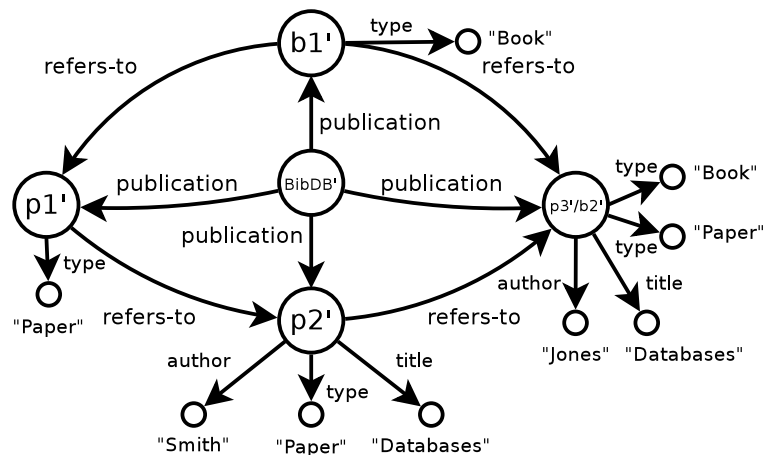 b1'
type
"Book"
refers-to
refers-to
publication
p1'
publication
BibDB'
publication
p3'/b2'
type
"Book"
type
"Paper"
publication
type
"Paper"
refers-to
p2'
refers-to
author
title
"Jones"
"Databases"
author
type
title
"Smith"
"Paper"
"Databases"